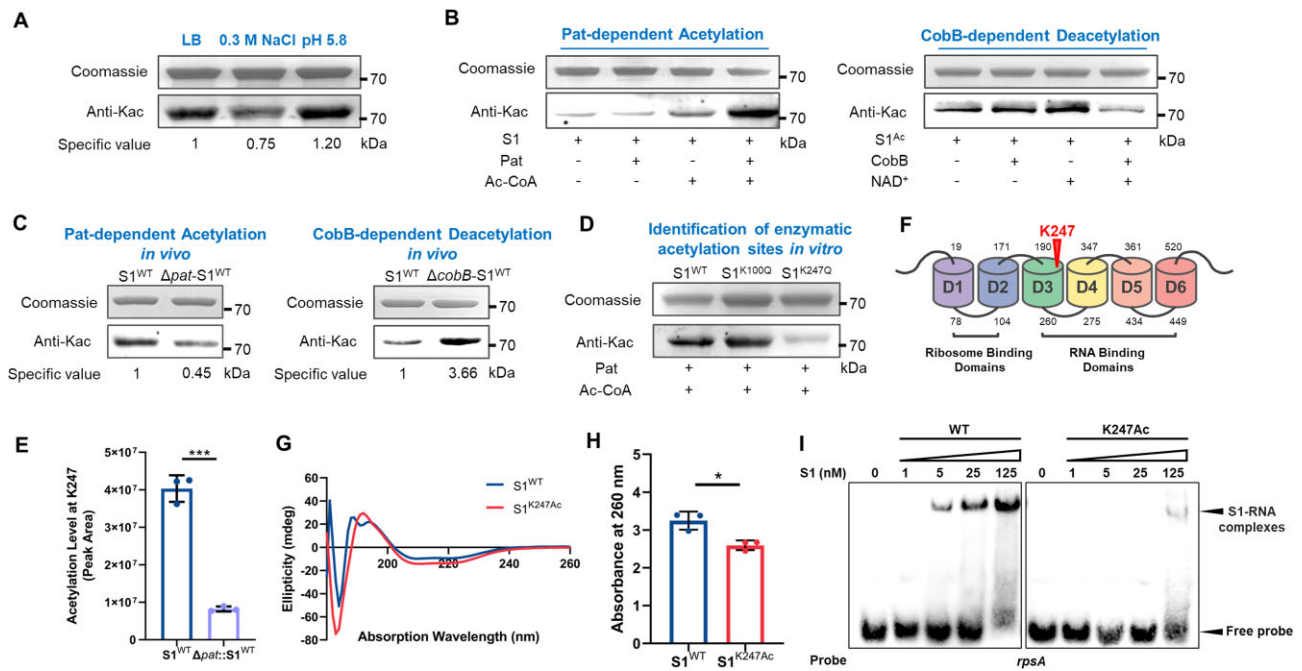 A
LB 0.3 M NaCl pH 5.8
Coomassie
70
Anti-Kac
70
Specific value 1 0.75 1.20 kDa
B
Pat-dependent Acetylation
Coomassie
70
Anti-Kac
70
S1 + + + + kDa
Pat - + - +
Ac-CoA - - + +
CobB-dependent Deacetylation
Coomassie
70
Anti-Kac
70
S1Ac + + + + kDa
CobB - + - +
NAD+ - - + +
C
Pat-dependent Acetylation
in vivo
S1WT Δpat-S1WT
Coomassie
70
Anti-Kac
70
Specific value 1 0.45 kDa
CobB-dependent Deacetylation
in vivo
S1WT ΔcobB-S1WT
Coomassie
70
Anti-Kac
70
Specific value 1 3.66 kDa
D
Identification of enzymatic
acetylation sites in vitro
S1WT S1K100Q S1K247Q
Coomassie
70
Anti-Kac
70
Pat + + + kDa
Ac-CoA + + +
F
K247
19 171 190 347 361 520
D1 D2 D3 D4 D5 D6
78 104 260 275 434 449
Ribosome Binding
Domains
RNA Binding
Domains
E
Acetylation Level at K247
(Peak Area)
5×107
4×107
3×107
2×107
1×107
0
***
S1WT Δpat::S1WT
G
Ellipticity (mdeg)
60
40
20
0
-20
-40
-60
-80
200 220 240 260
S1WT
S1K247Ac
Absorption Wavelength (nm)
H
Absorbance at 260 nm
5
4
3
2
1
0
*
S1WT S1K247Ac
I
WT K247Ac
S1 (nM) 0 1 5 25 125 0 1 5 25 125
S1-RNA
complexes
Free probe
Probe rpsA